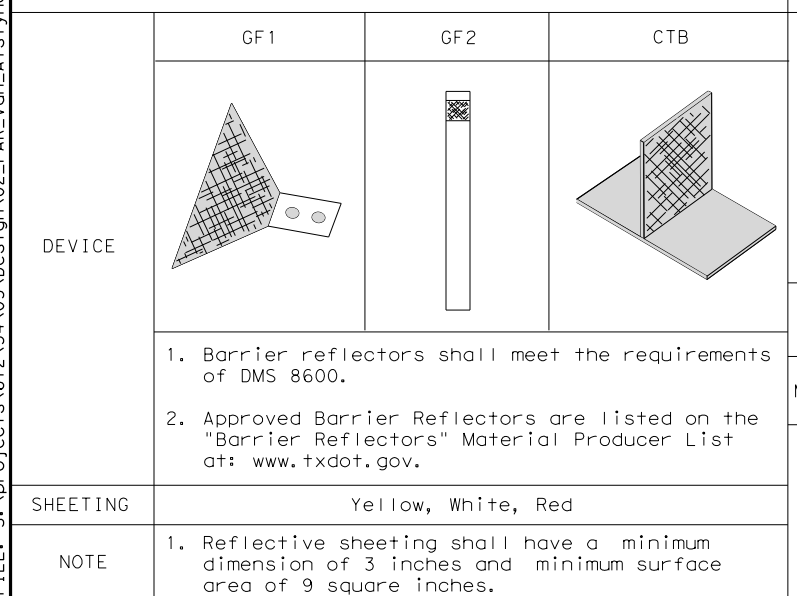 GF1 GF2 CTB
DEVICE
1. Barrier reflectors shall meet the requirements
of DMS 8600.
2. Approved Barrier Reflectors are listed on the
"Barrier Reflectors" Material Producer List
at: www.txdot.gov.
SHEETING Yellow, White, Red
NOTE
1. Reflective sheeting shall have a minimum
dimension of 3 inches and minimum surface
area of 9 square inches.